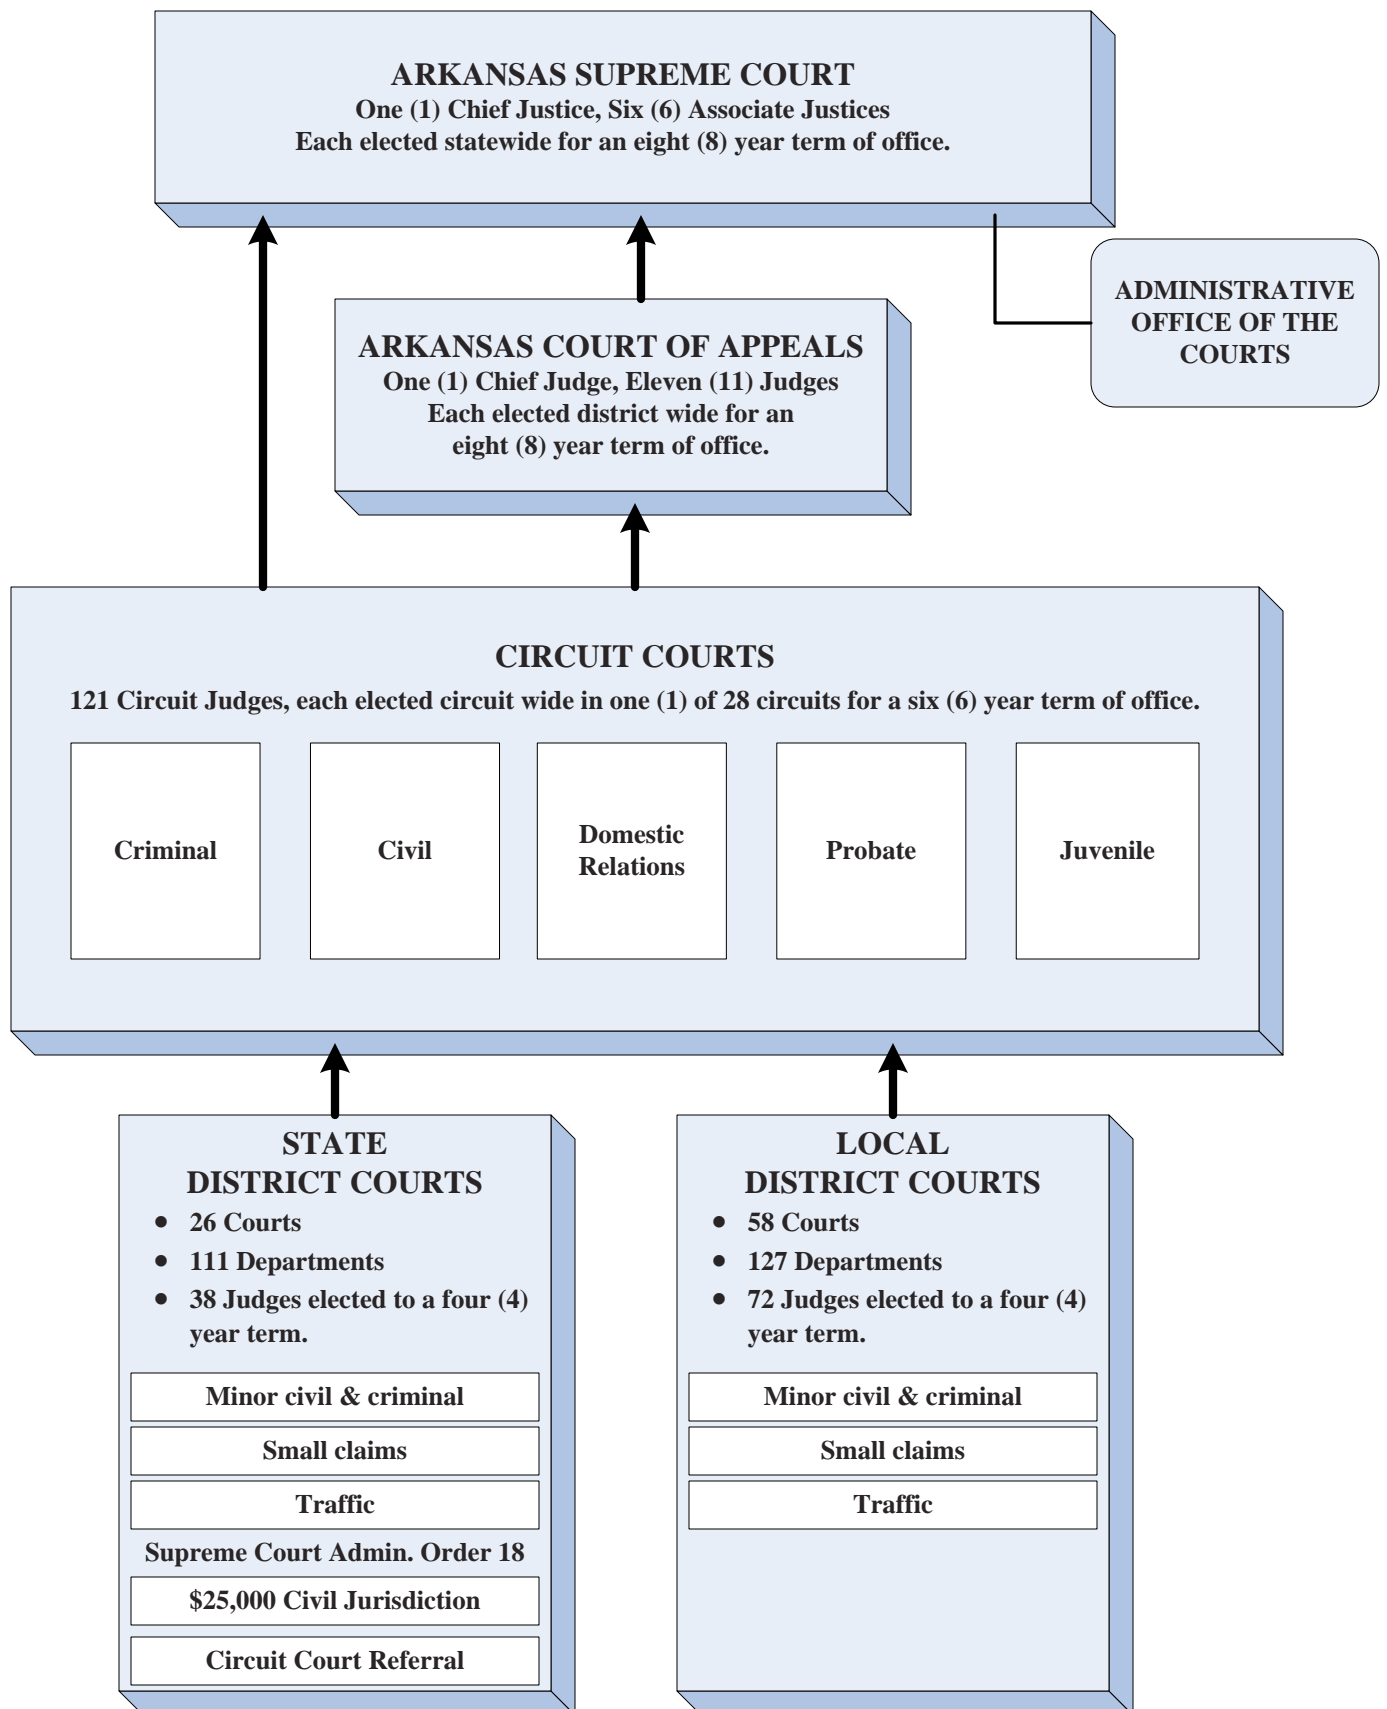 ARKANSAS SUPREME COURT
One (1) Chief Justice, Six (6) Associate Justices
Each elected statewide for an eight (8) year term of office.
ADMINISTRATIVE
OFFICE OF THE
COURTS
ARKANSAS COURT OF APPEALS
One (1) Chief Judge, Eleven (11) Judges
Each elected district wide for an
eight (8) year term of office.
CIRCUIT COURTS
121 Circuit Judges, each elected circuit wide in one (1) of 28 circuits for a six (6) year term of office.
Criminal
Civil
Domestic
Relations
Probate
Juvenile
STATE
DISTRICT COURTS
• 26 Courts
• 111 Departments
• 38 Judges elected to a four (4)
year term.
Minor civil & criminal
Small claims
Traffic
Supreme Court Admin. Order 18
$25,000 Civil Jurisdiction
Circuit Court Referral
LOCAL
DISTRICT COURTS
• 58 Courts
• 127 Departments
• 72 Judges elected to a four (4)
year term.
Minor civil & criminal
Small claims
Traffic